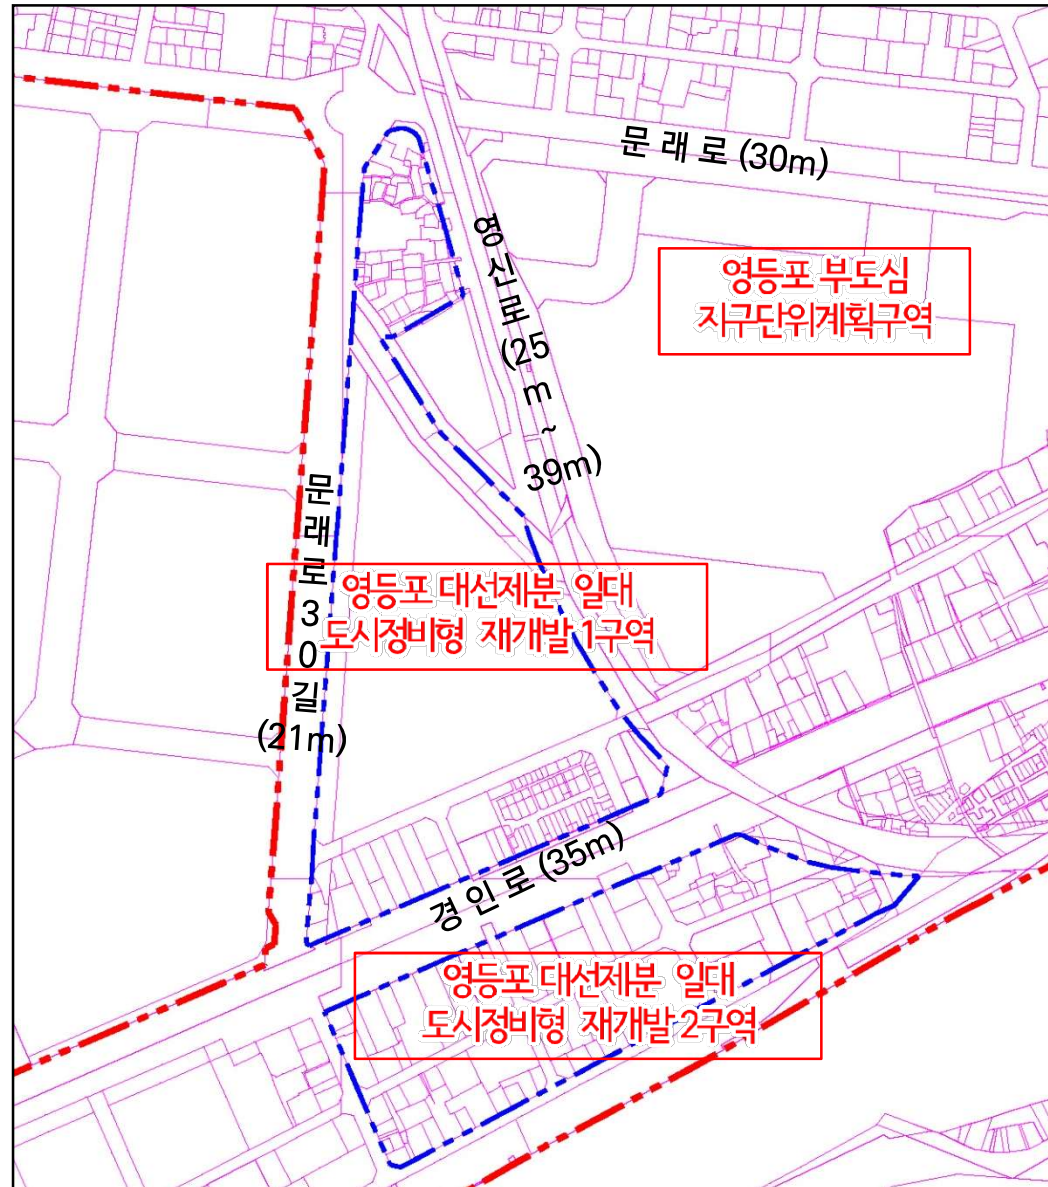 문래로 (30m)
영신로 (25m~39m)
영등포 부도심
지구단위계획구역
문래로30길
(21m)
영등포 대선제분 일대
도시정비형 재개발 1구역
경인로 (35m)
영등포 대선제분 일대
도시정비형 재개발 2구역